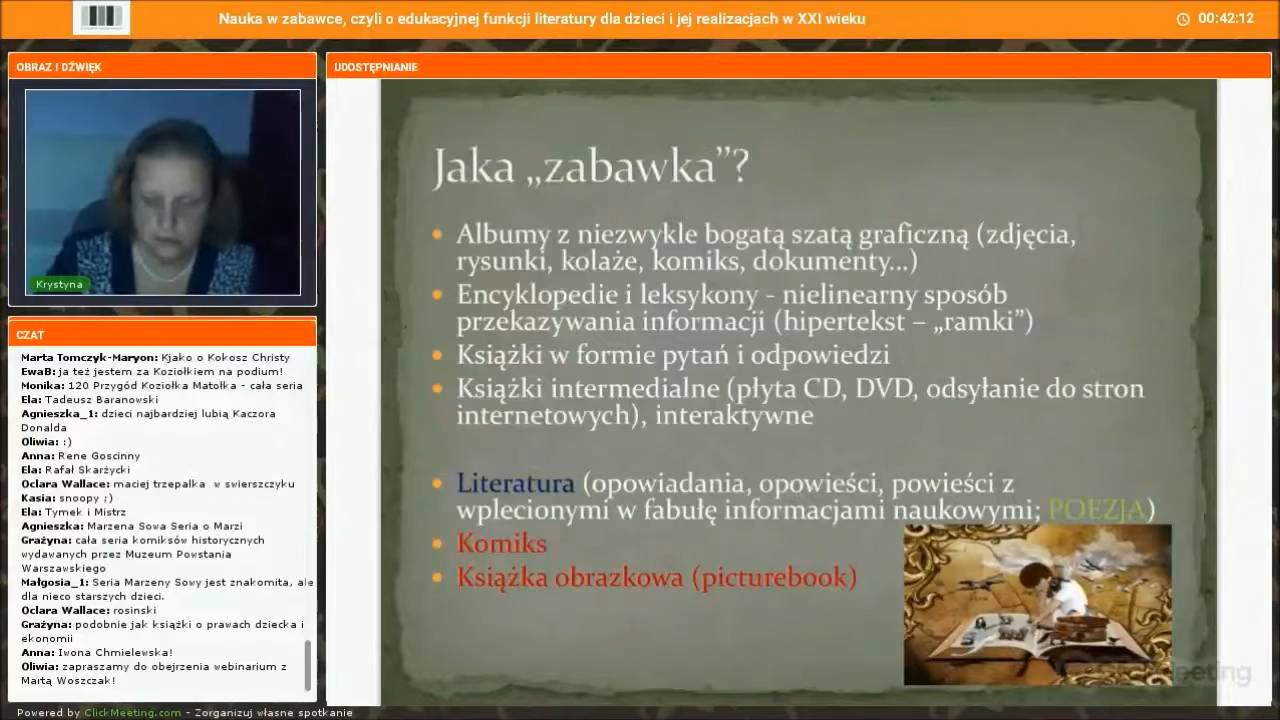 Nauka w zabawce, czyli o edukacyjnej funkcji literatury dla dzieci i jej realizacjach w XXI wieku
00:42:12
OBRAZ I DŹWIĘK
Krystyna
CZAT
Marta Tomczyk-Maryon: Kjako o Kokosz Christy
EwaB: ja też jestem za Koziołkiem na podium!
Monika: 120 Przygód Koziołka Matołka - cała seria
Ela: Tadeusz Baranowski
Agnieszka_1: dzieci najbardziej lubią Kaczora
Donalda
Oliwia: :)
Anna: Rene Goscinny
Ela: Rafał Skarżycki
Oclara Wallace: maciej trzepalka w swierszczyku
Kasia: snoopy ;)
Ela: Tymek i Mistrz
Agnieszka: Marzena Sowa Seria o Marzi
Grażyna: cała seria komiksów historycznych
wydawanych przez Muzeum Powstania
Warszawskiego
Małgosia_1: Seria Marzeny Sowy jest znakomita, ale
dla nieco starszych dzieci.
Oclara Wallace: rosinski
Grażyna: podobnie jak książki o prawach dziecka i
ekonomii
Anna: Iwona Chmielewska!
Oliwia: zapraszamy do obejrzenia webinarium z
Martą Woszczak!
UDOSTĘPNIANIE
Jaka „zabawka”?
• Albumy z niezwykle bogatą szatą graficzną (zdjęcia,
rysunki, kolaże, komiks, dokumenty...)
• Encyklopedie i leksykony - nielinearny sposób
przekazywania informacji (hipertekst – „ramki”)
• Książki w formie pytań i odpowiedzi
• Książki intermedialne (płyta CD, DVD, odsyłanie do stron
internetowych), interaktywne
• Literatura (opowiadania, opowieści, powieści z
wplecionymi w fabułę informacjami naukowymi; POEZJA)
• Komiks
• Książka obrazkowa (picturebook)
Powered by ClickMeeting.com - Zorganizuj własne spotkanie